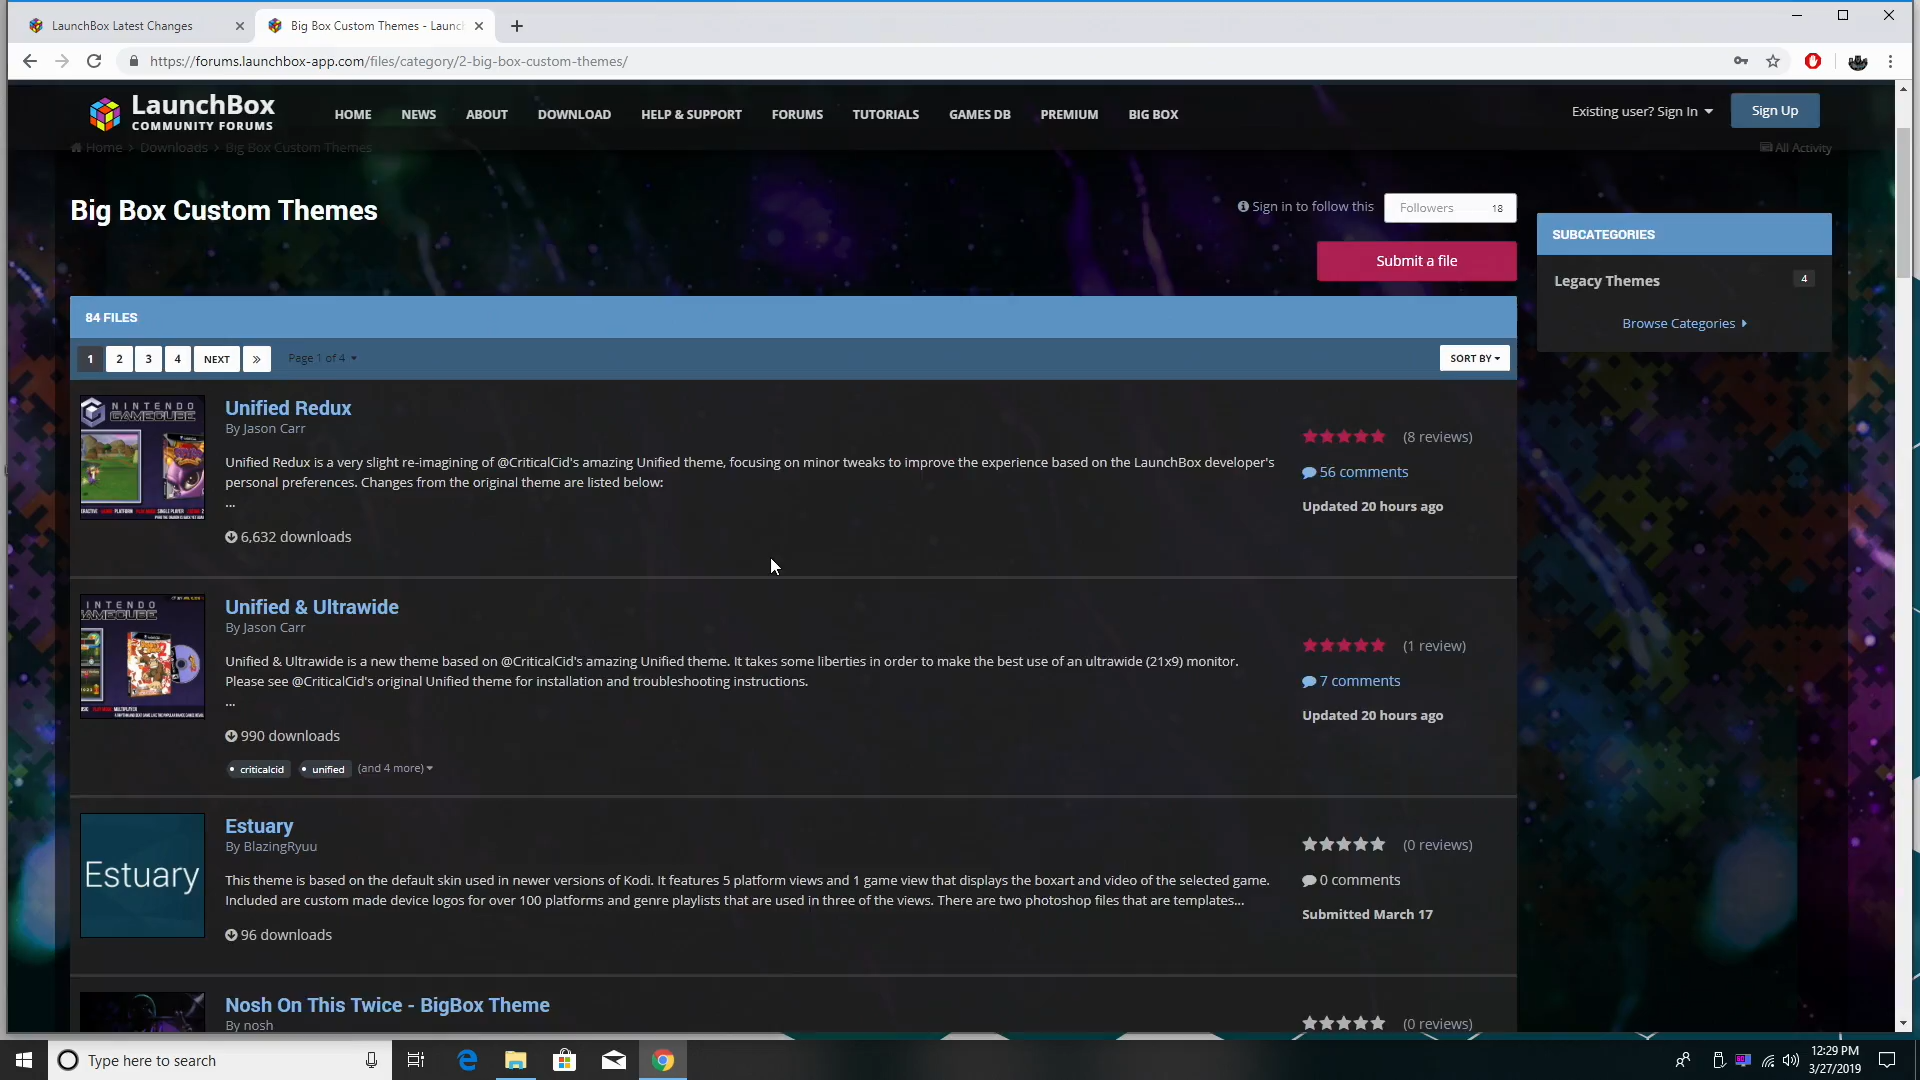 LaunchBox Latest Changes
Big Box Custom Themes - Launc
https://forums.launchbox-app.com/files/category/2-big-box-custom-themes/
LaunchBox
COMMUNITY FORUMS
HOME NEWS ABOUT DOWNLOAD HELP & SUPPORT FORUMS TUTORIALS GAMES DB PREMIUM BIG BOX
Existing user? Sign In
Sign Up
Home > Downloads > Big Box Custom Themes
All Activity
Big Box Custom Themes
Sign in to follow this
Followers 18
Submit a file
SUBCATEGORIES
Legacy Themes 4
Browse Categories
84 FILES
1 2 3 4 NEXT » Page 1 of 4
SORT BY
NINTENDO
GAMECUBE
Unified Redux
By Jason Carr
Unified Redux is a very slight re-imagining of @CriticalCid's amazing Unified theme, focusing on minor tweaks to improve the experience based on the LaunchBox developer's
personal preferences. Changes from the original theme are listed below:
...
6,632 downloads
(8 reviews)
56 comments
Updated 20 hours ago
INTENDO
AMECUBE
Unified & Ultrawide
By Jason Carr
Unified & Ultrawide is a new theme based on @CriticalCid's amazing Unified theme. It takes some liberties in order to make the best use of an ultrawide (21x9) monitor.
Please see @CriticalCid's original Unified theme for installation and troubleshooting instructions.
...
990 downloads
criticalcid unified (and 4 more)
(1 review)
7 comments
Updated 20 hours ago
Estuary
Estuary
By BlazingRyuu
This theme is based on the default skin used in newer versions of Kodi. It features 5 platform views and 1 game view that displays the boxart and video of the selected game.
Included are custom made device logos for over 100 platforms and genre playlists that are used in three of the views. There are two photoshop files that are templates...
96 downloads
(0 reviews)
0 comments
Submitted March 17
Nosh On This Twice - BigBox Theme
By nosh
(0 reviews)
Type here to search
12:29 PM
3/27/2019